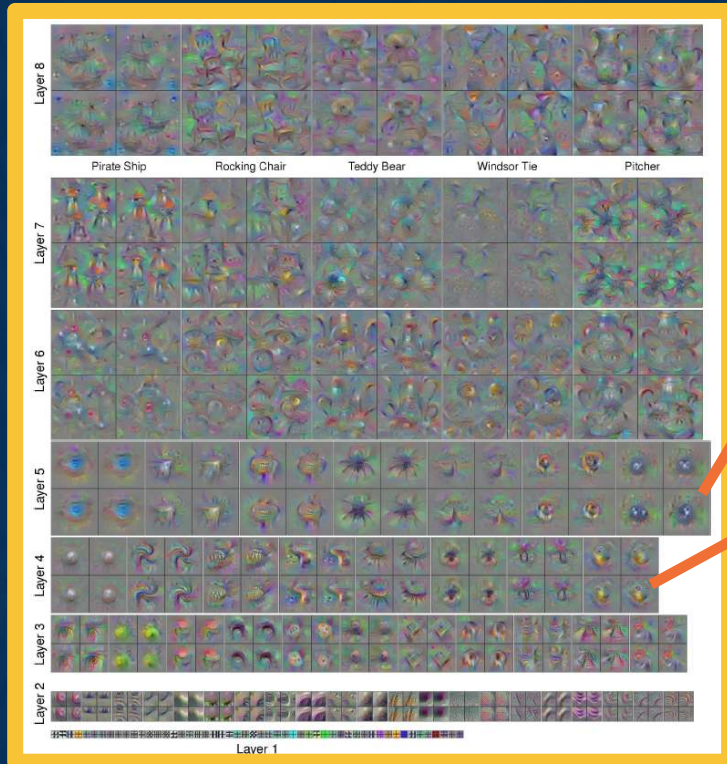 Layer 8
Pirate Ship
Rocking Chair
Teddy Bear
Windsor Tie
Pitcher
Layer 7
Layer 6
Layer 5
Layer 4
Layer 3
Layer 2
Layer 1